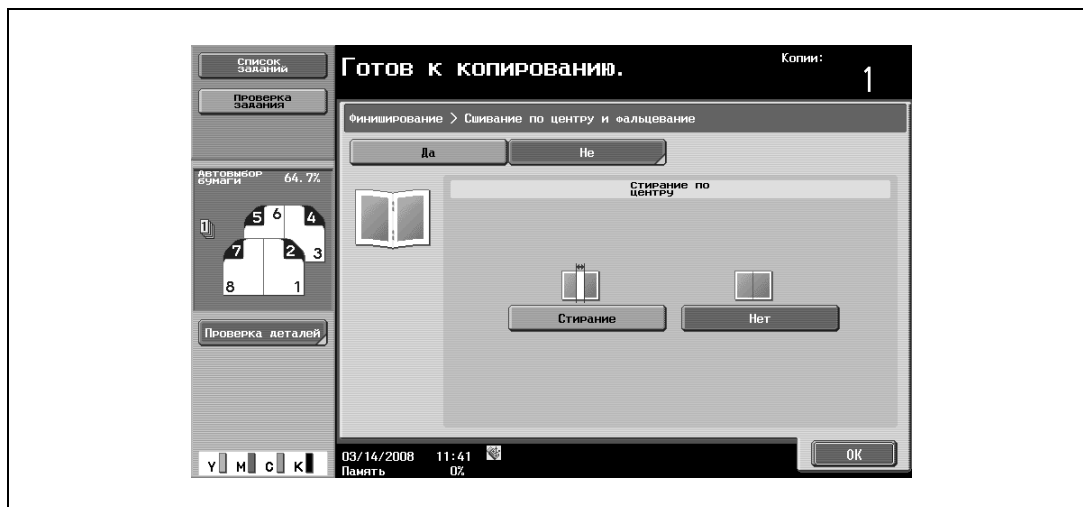 Список
заданий
Проверка
задания
Готов к копированию.
Копии:
1
Финиширование > Сшивание по центру и фальцевание
Да
Не
Автовыбор
бумаги
64.7%
1
5 6 4
7 2 3
8 1
Стирание по
центру
Стирание
Нет
Проверка деталей
Y M C K
03/14/2008 11:41
Память 0%
OK